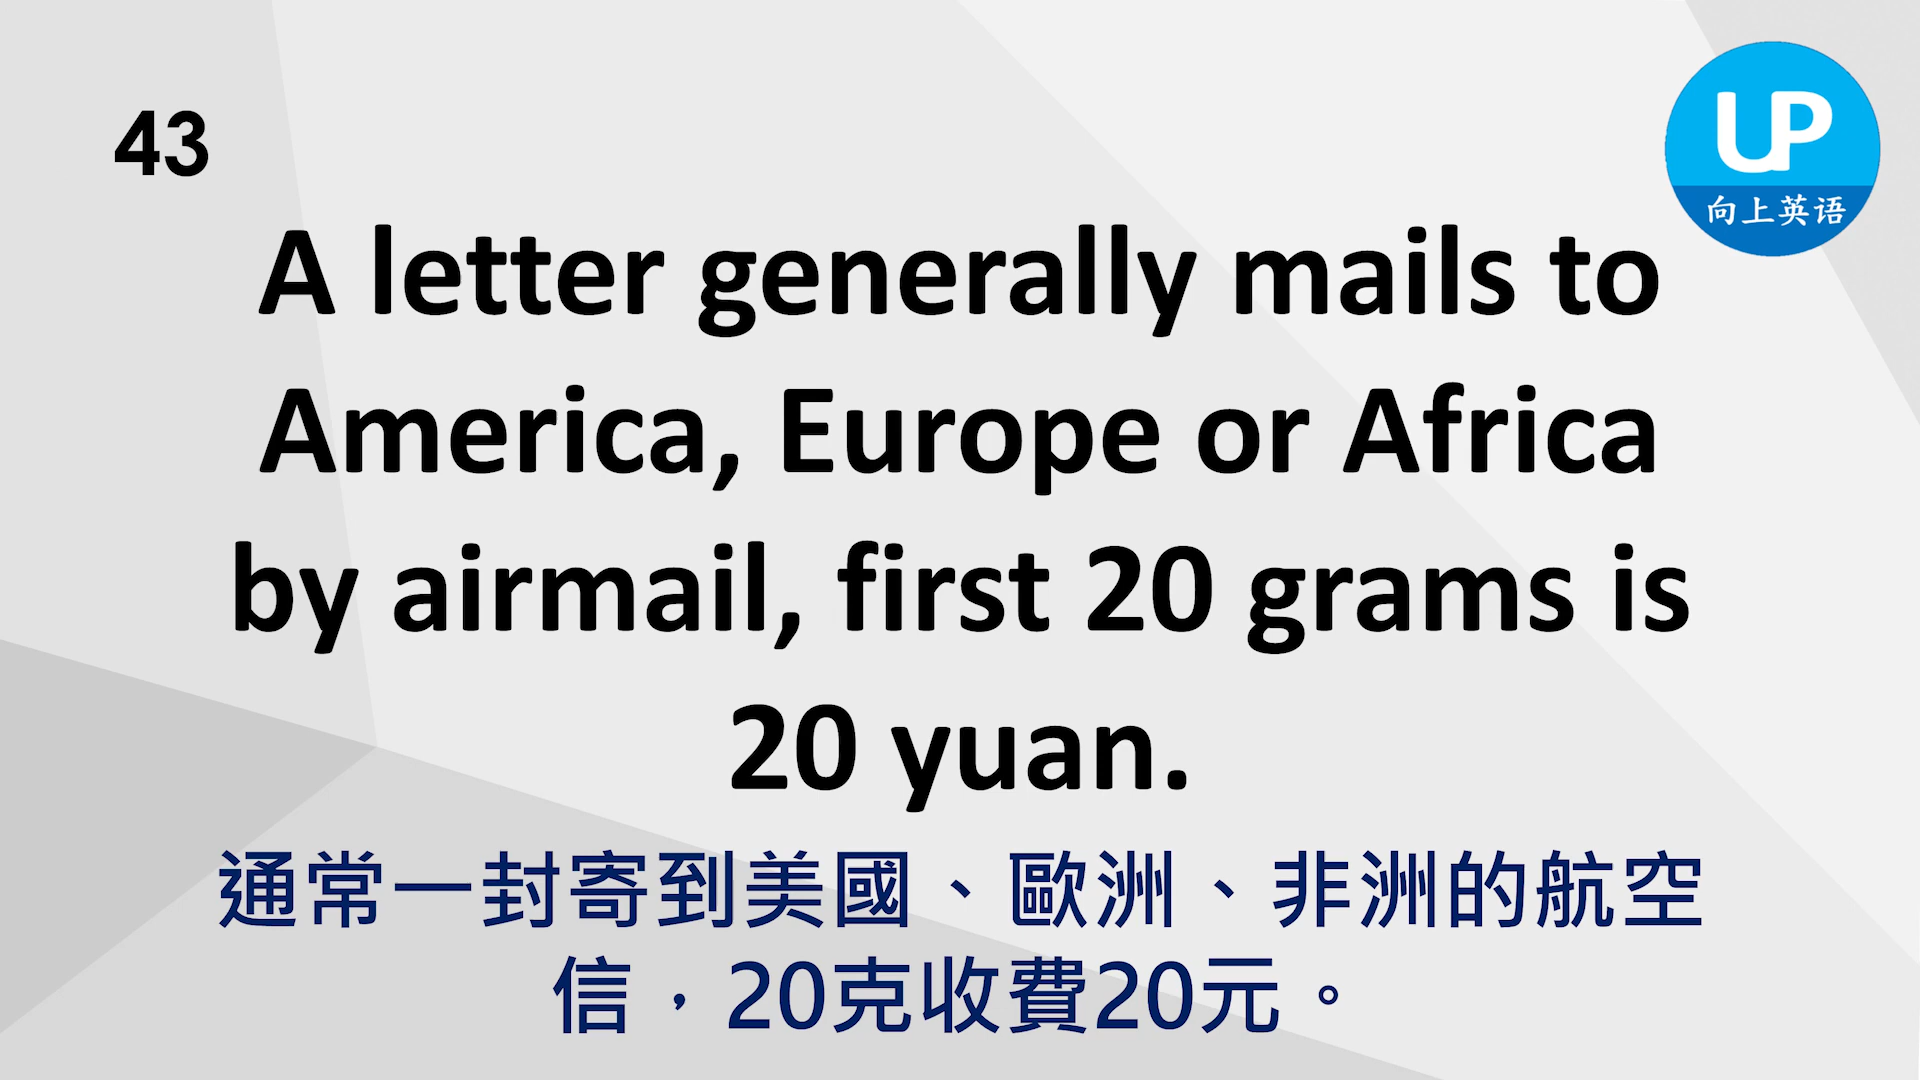 43
UP
向上英语
A letter generally mails to
America, Europe or Africa
by airmail, first 20 grams is
20 yuan.
通常一封寄到美國、歐洲、非洲的航空
信，20克收費20元。